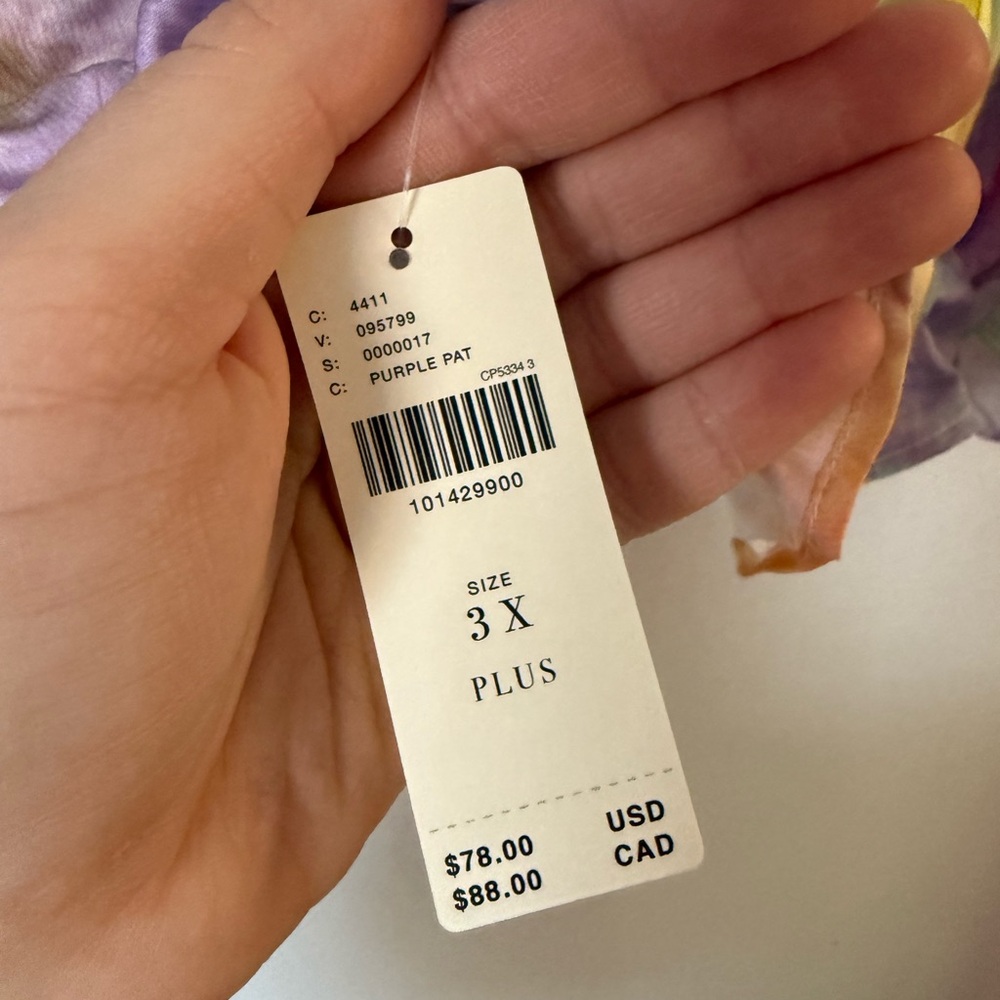 C: 4411
V: 095799
S: 0000017
C: PURPLE PAT
CP5334 3
101429900
SIZE
3 X
PLUS
$78.00 USD
$88.00 CAD